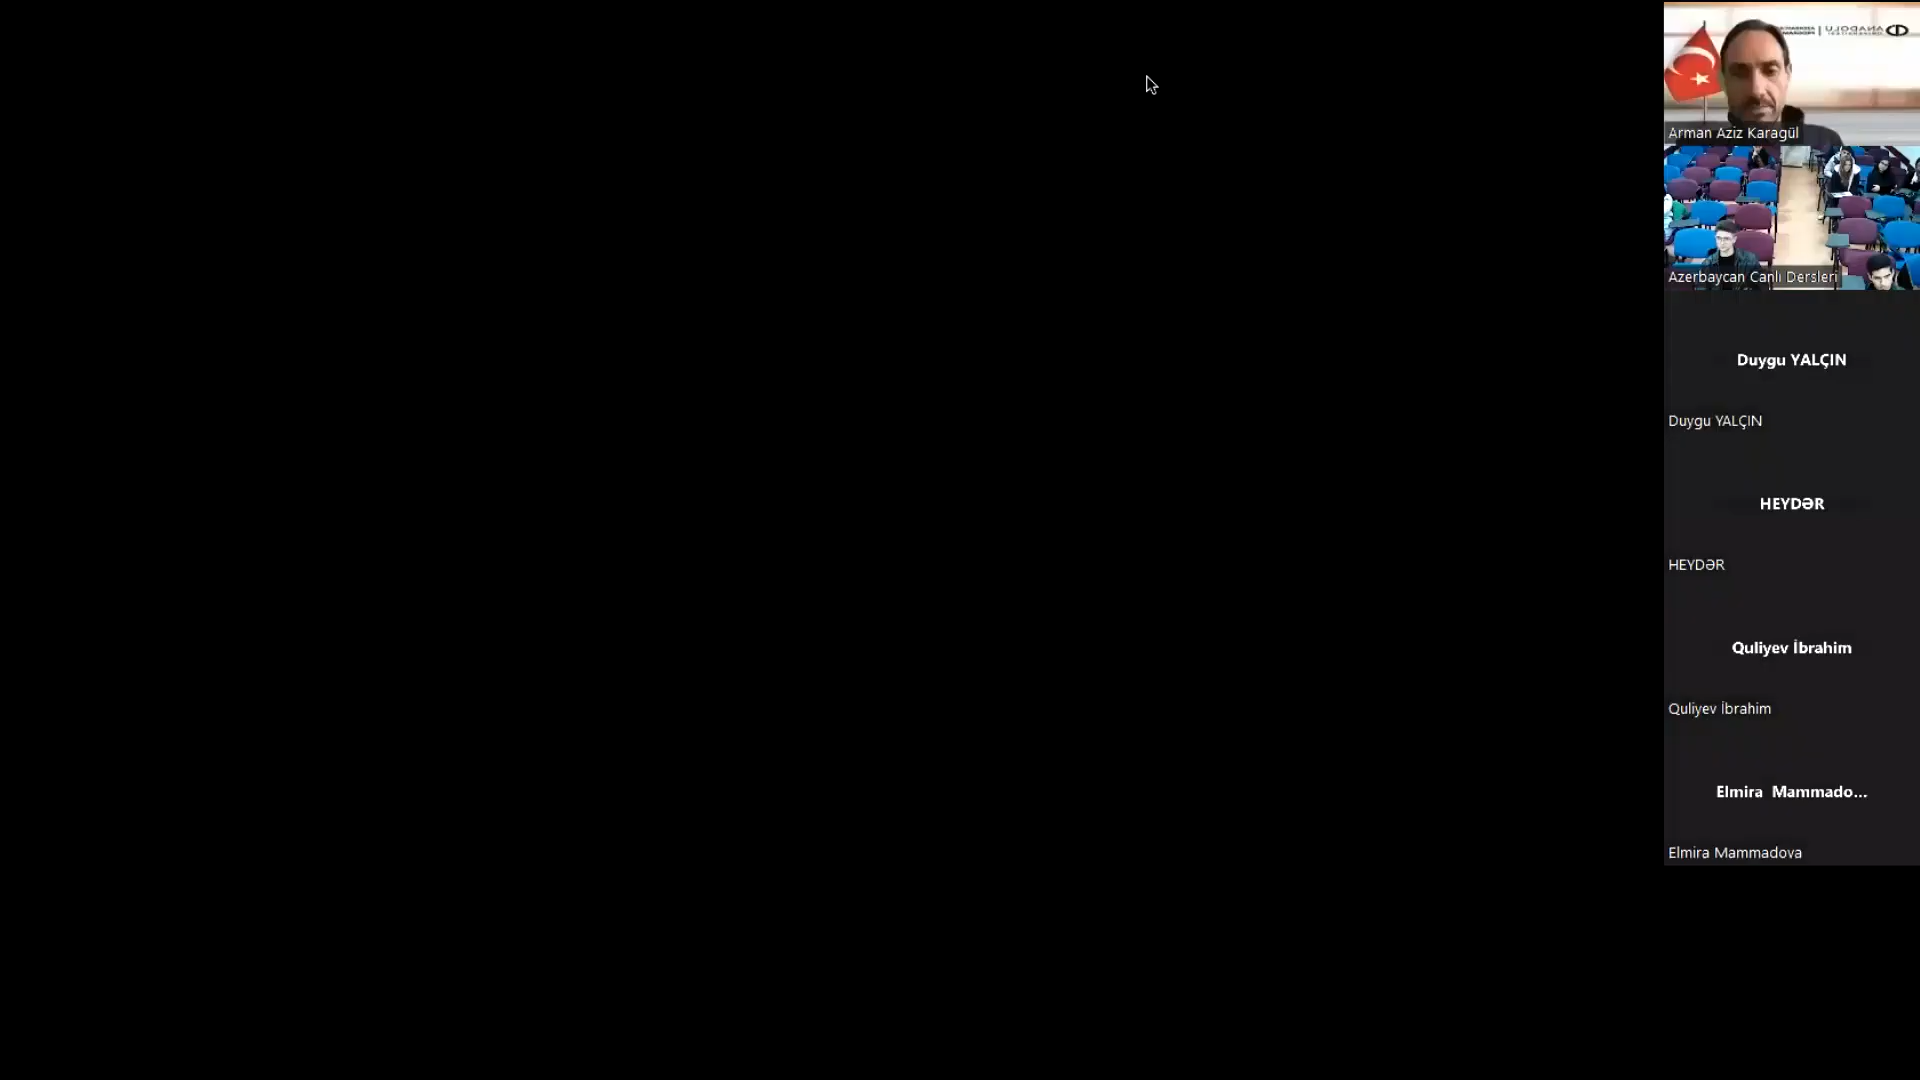 Arman Aziz Karagül
Azerbaycan Canlı Dersleri
Duygu YALÇIN
Duygu YALÇIN
HEYDƏR
HEYDƏR
Quliyev İbrahim
Quliyev İbrahim
Elmira Mammado...
Elmira Mammadova